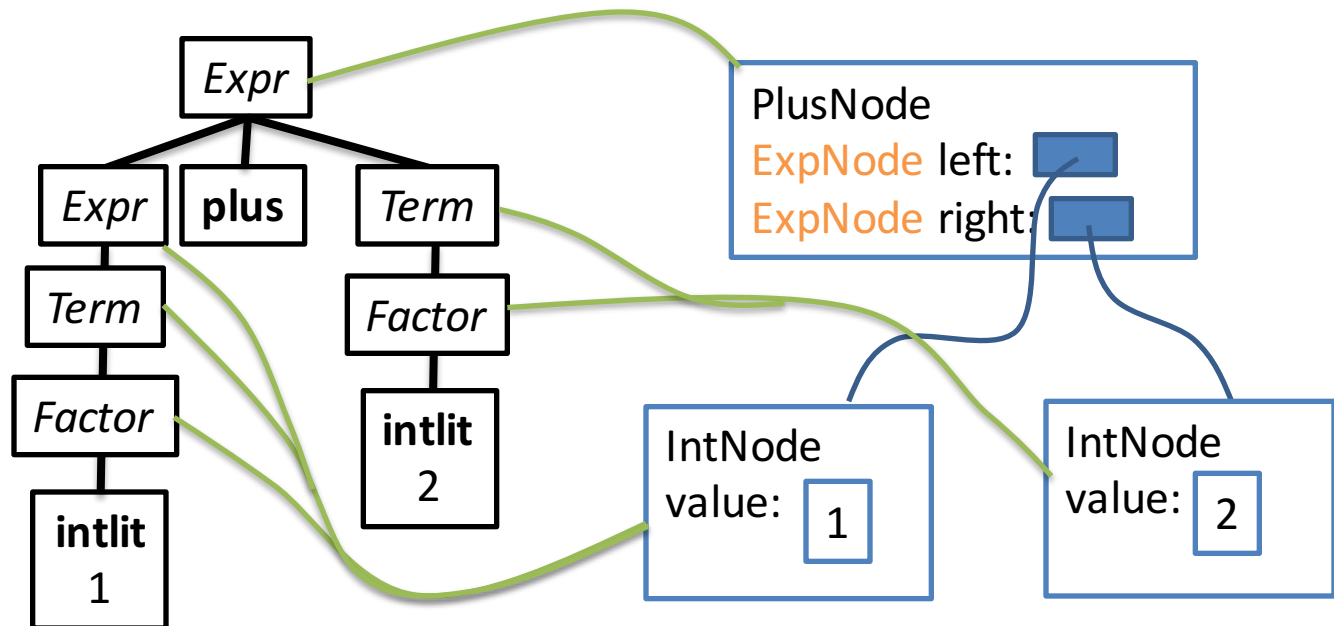 Expr
Expr
plus
Term
Term
Factor
Factor
intlit
2
intlit
1
PlusNode
ExpNode left:
ExpNode right:
IntNode
value: 1
IntNode
value: 2